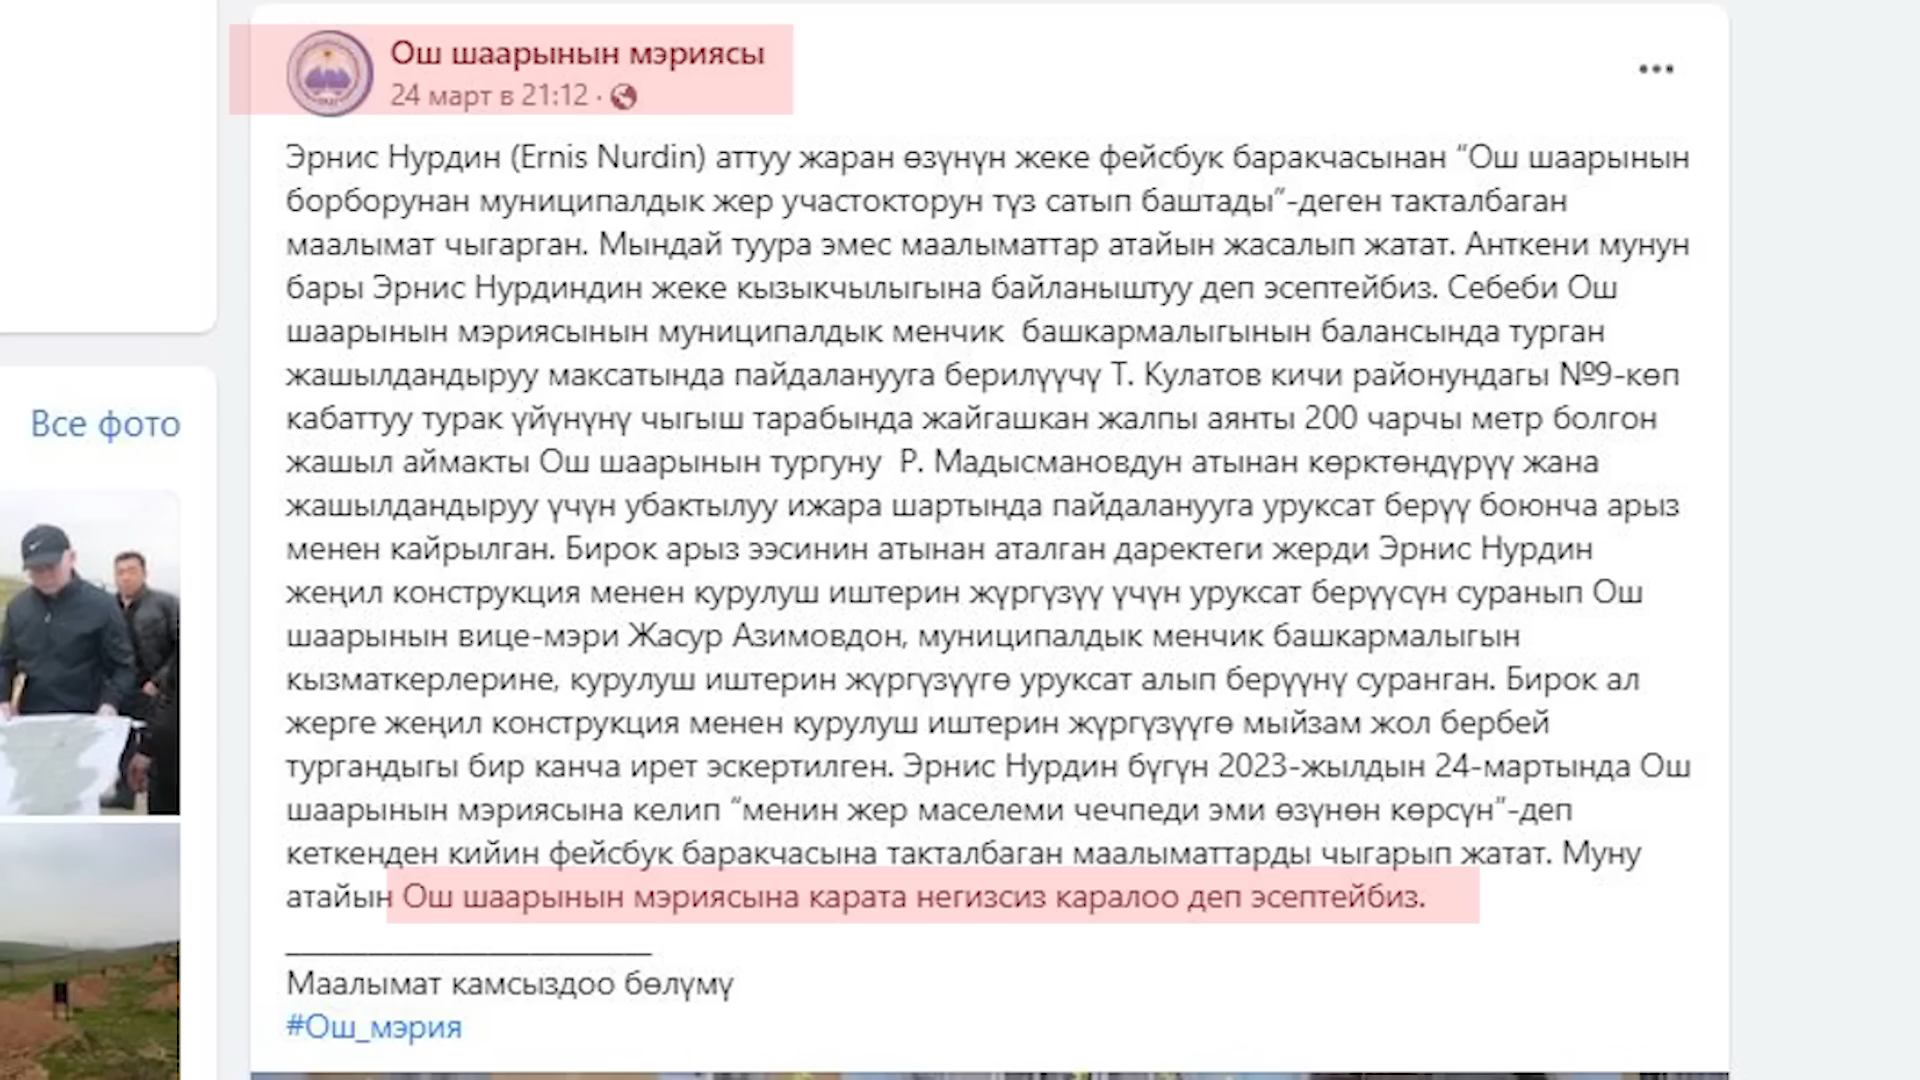 Ош шаарынын мэриясы
24 март в 21:12 ·
Эрнис Нурдин (Ernis Nurdin) аттуу жаран өзүнүн жеке фейсбук баракчасынан “Ош шаарынын
борборунан муниципалдык жер участокторун түз сатып баштады”-деген такталбаган
маалымат чыгарган. Мындай туура эмес маалыматтар атайын жасалып жатат. Анткени мунун
бары Эрнис Нурдиндин жеке кызыкчылыгына байланыштуу деп эсептейбиз. Себеби Ош
шаарынын мэриясынын муниципалдык менчик  башкармалыгынын балансында турган
жашылдандыруу максатында пайдаланууга берилүүчү Т. Кулатов кичи районундагы №9-көп
кабаттуу турак үйүнүнү чыгыш тарабында жайгашкан жалпы аянты 200 чарчы метр болгон
жашыл аймакты Ош шаарынын тургуну  Р. Мадысмановдун атынан көрктөндүрүү жана
жашылдандыруу үчүн убактылуу ижара шартында пайдаланууга уруксат берүү боюнча арыз
менен кайрылган. Бирок арыз ээсинин атынан аталган даректеги жерди Эрнис Нурдин
жеңил конструкция менен курулуш иштерин жүргүзүү үчүн уруксат берүүсүн суранып Ош
шаарынын вице-мэри Жасур Азимовдон, муниципалдык менчик башкармалыгын
кызматкерлерине, курулуш иштерин жүргүзүүгө уруксат алып берүүнү суранган. Бирок ал
жерге жеңил конструкция менен курулуш иштерин жүргүзүүгө мыйзам жол бербей
тургандыгы бир канча ирет эскертилген. Эрнис Нурдин бүгүн 2023-жылдын 24-мартында Ош
шаарынын мэриясына келип “менин жер маселеми чечпеди эми өзүнөн көрсүн”-деп
кеткенден кийин фейсбук баракчасына такталбаган маалыматтарды чыгарып жатат. Муну
атайын Ош шаарынын мэриясына карата негизсиз каралоо деп эсептейбиз.
Маалымат камсыздоо бөлүмү
#Ош_мэрия
Все фото